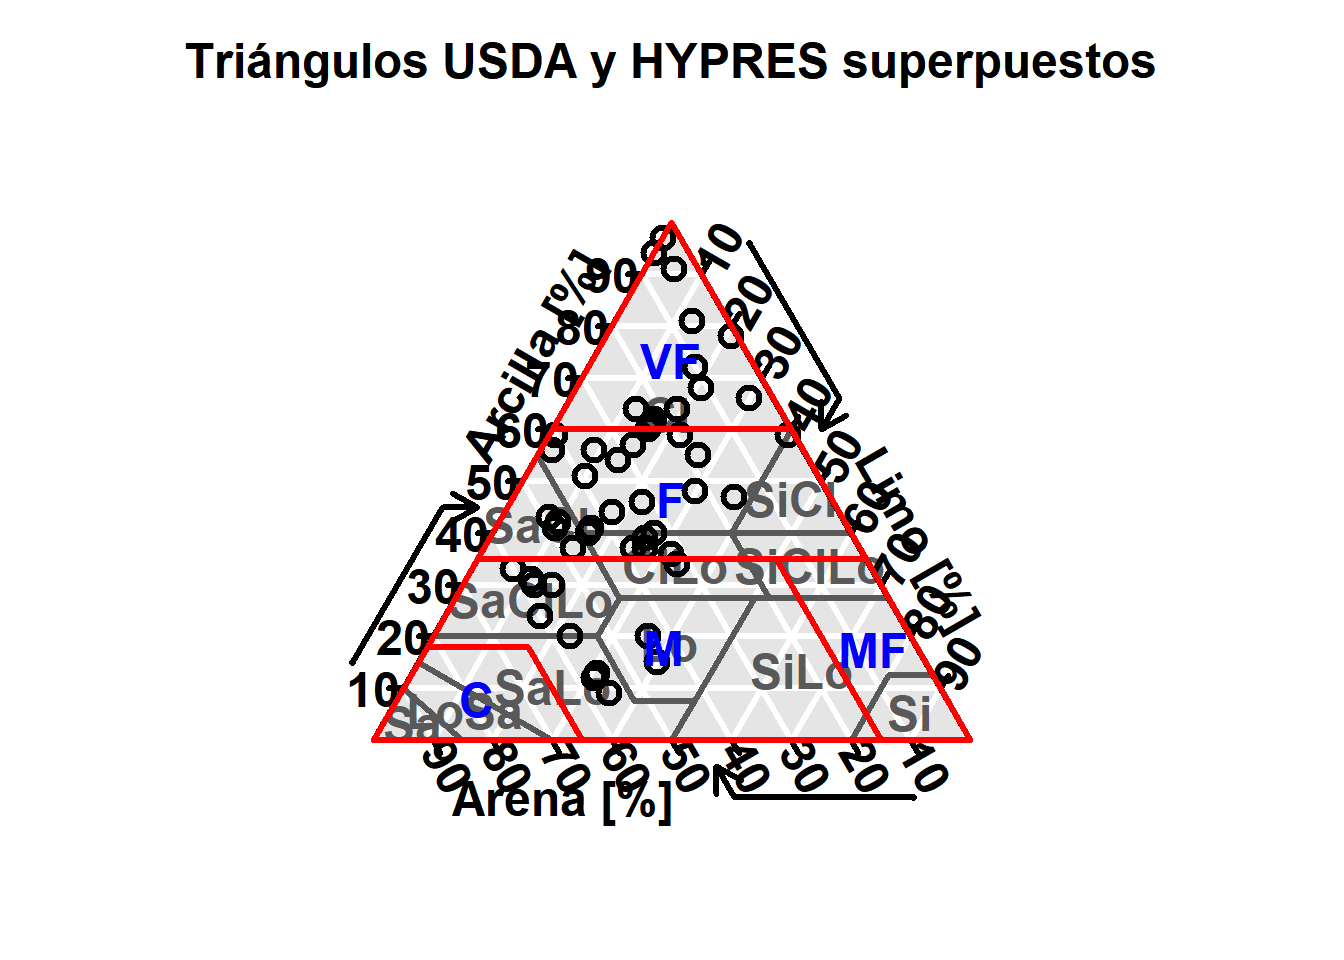 Triángulos USDA y HYPRES superpuestos
Arcilla [%]
Limo [%]
Arena [%]
90
80
70
60
50
40
30
20
10
10
20
30
40
50
60
70
80
90
90
80
70
60
50
40
30
20
10
VF
Cl
F
SiCl
SaCl
ClLo
SiClLo
SaClLo
M
Lo
MF
SiLo
SaLo
C
LoSa
Sa
Si